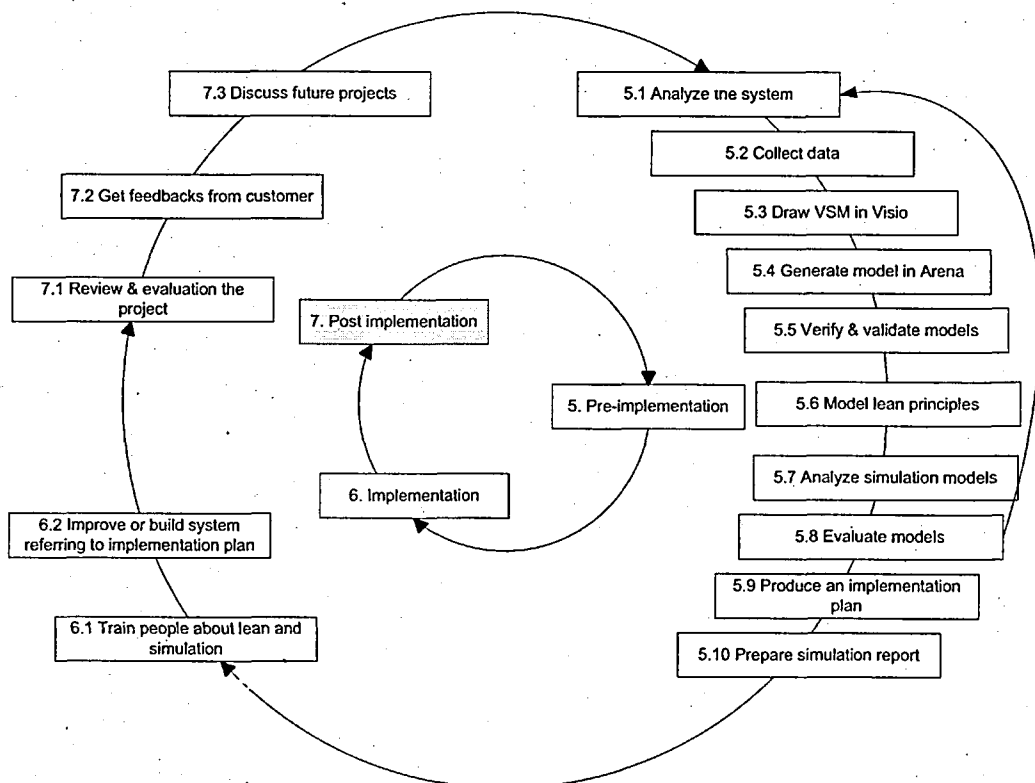 7.3 Discuss future projects
5.1 Analyze the system
5.2 Collect data
7.2 Get feedbacks from customer
5.3 Draw VSM in Visio
5.4 Generate model in Arena
7.1 Review & evaluation the
project
7. Post implementation
5.5 Verify & validate models
5. Pre-implementation
5.6 Model lean principles
5.7 Analyze simulation models
6. Implementation
6.2 Improve or build system
referring to implementation plan
5.8 Evaluate models
5.9 Produce an implementation
plan
6.1 Train people about lean and
simulation
5.10 Prepare simulation report